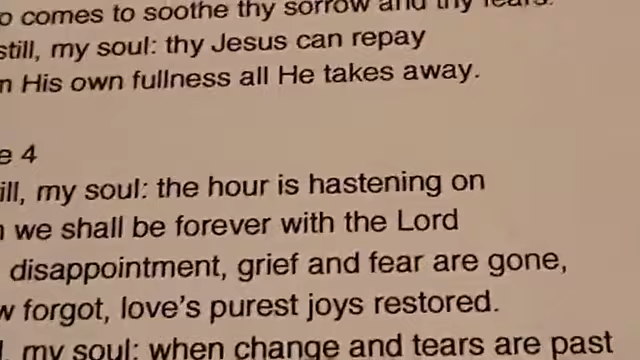 comes to soothe thy sorrow and thy fears.
still, my soul: thy Jesus can repay
His own fullness all He takes away.
4
my soul: the hour is hastening on
we shall be forever with the Lord
disappointment, grief and fear are gone,
forgot, love's purest joys restored.
my soul: when change and tears are past